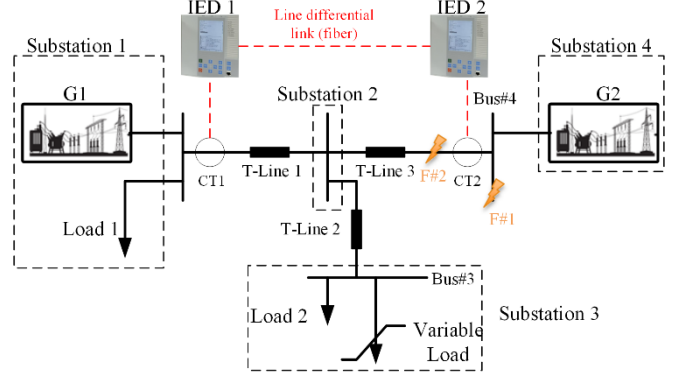 IED 1
IED 2
Line differential
link (fiber)
Substation 1
Substation 4
G1
Substation 2
Bus#4
G2
CT1
T-Line 1
T-Line 3
F#2
CT2
F#1
Load 1
T-Line 2
Bus#3
Load 2
Variable
Load
Substation 3